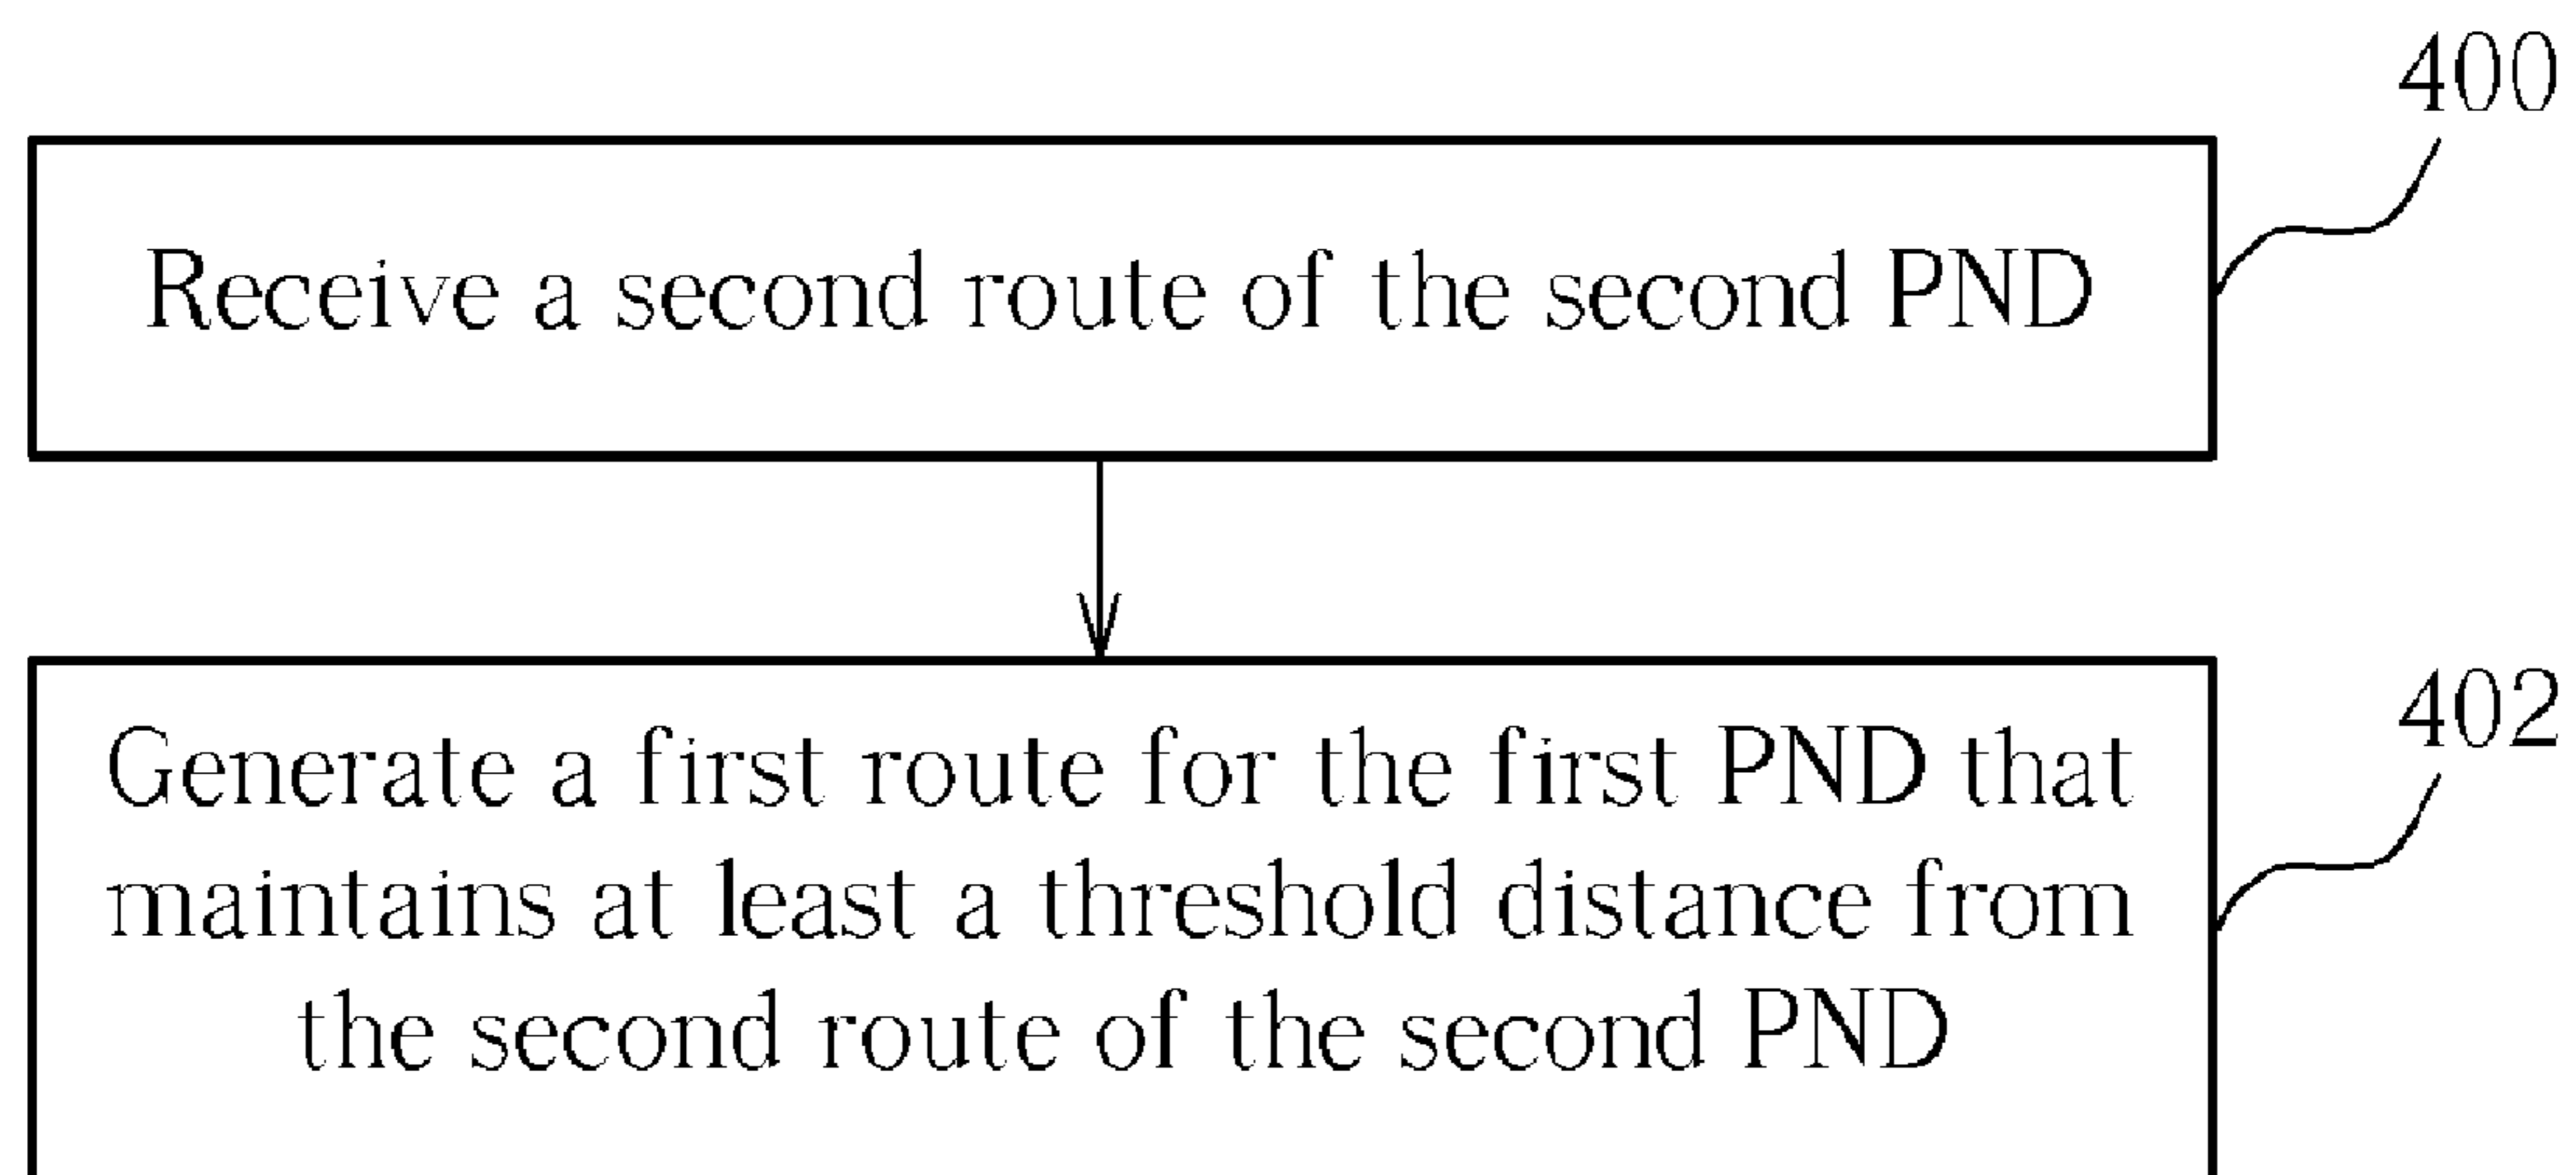 400
Receive a second route of the second PND
402
Generate a first route for the first PND that
maintains at least a threshold distance from
the second route of the second PND